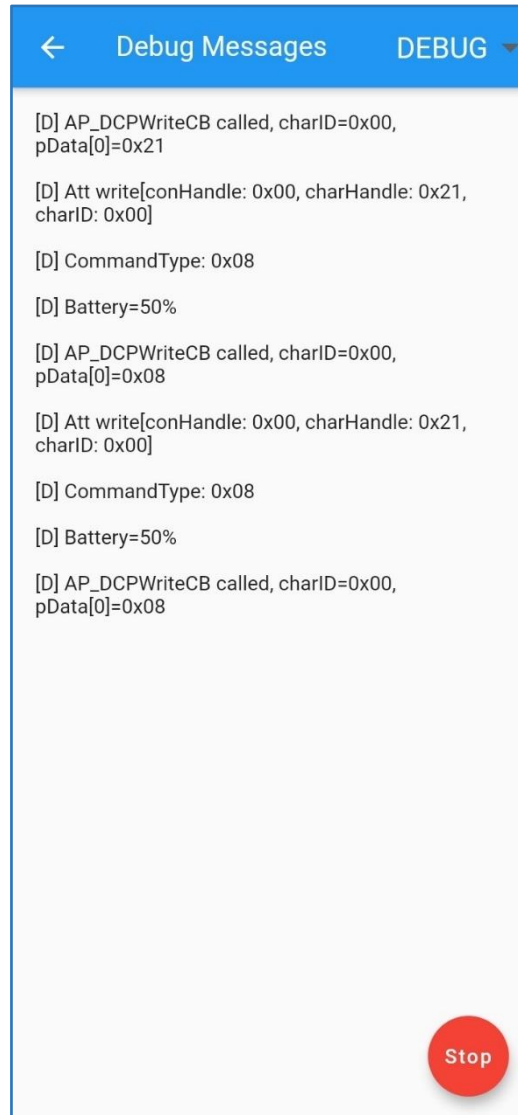 Debug Messages DEBUG
[D] AP_DCPWriteCB called, charID=0x00,
pData[0]=0x21
[D] Att write[conHandle: 0x00, charHandle: 0x21,
charID: 0x00]
[D] CommandType: 0x08
[D] Battery=50%
[D] AP_DCPWriteCB called, charID=0x00,
pData[0]=0x08
[D] Att write[conHandle: 0x00, charHandle: 0x21,
charID: 0x00]
[D] CommandType: 0x08
[D] Battery=50%
[D] AP_DCPWriteCB called, charID=0x00,
pData[0]=0x08
Stop